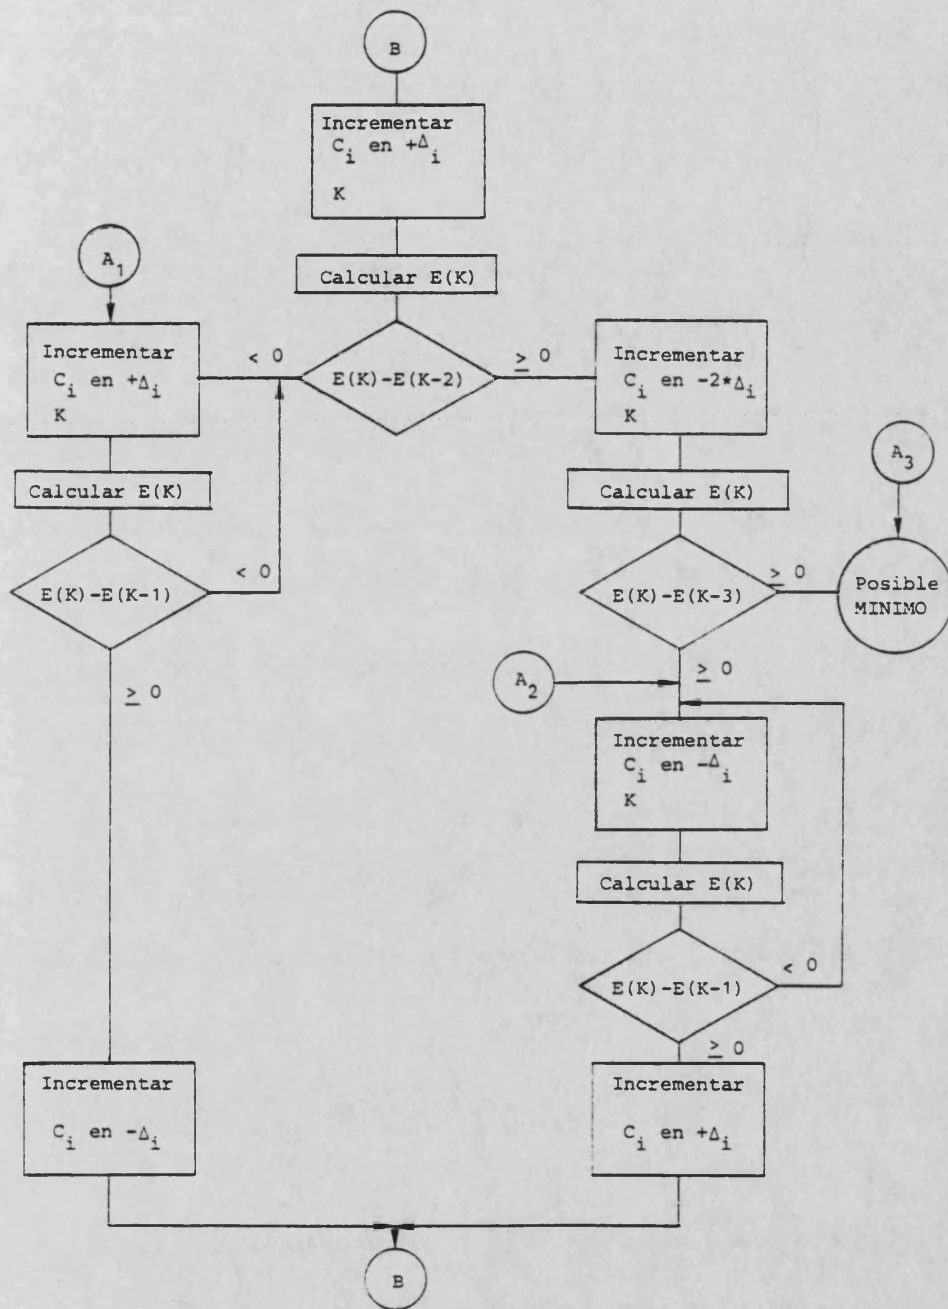 B
Incrementar
C_i en +Δ_i
K
Calcular E(K)
E(K)-E(K-2)
< 0
≥ 0
A_1
Incrementar
C_i en +Δ_i
K
Calcular E(K)
E(K)-E(K-1)
< 0
≥ 0
Incrementar
C_i en -Δ_i
Incrementar
C_i en -2*Δ_i
K
Calcular E(K)
E(K)-E(K-3)
≥ 0
A_3
Posible
MINIMO
≥ 0
A_2
Incrementar
C_i en -Δ_i
K
Calcular E(K)
E(K)-E(K-1)
< 0
≥ 0
Incrementar
C_i en +Δ_i
B